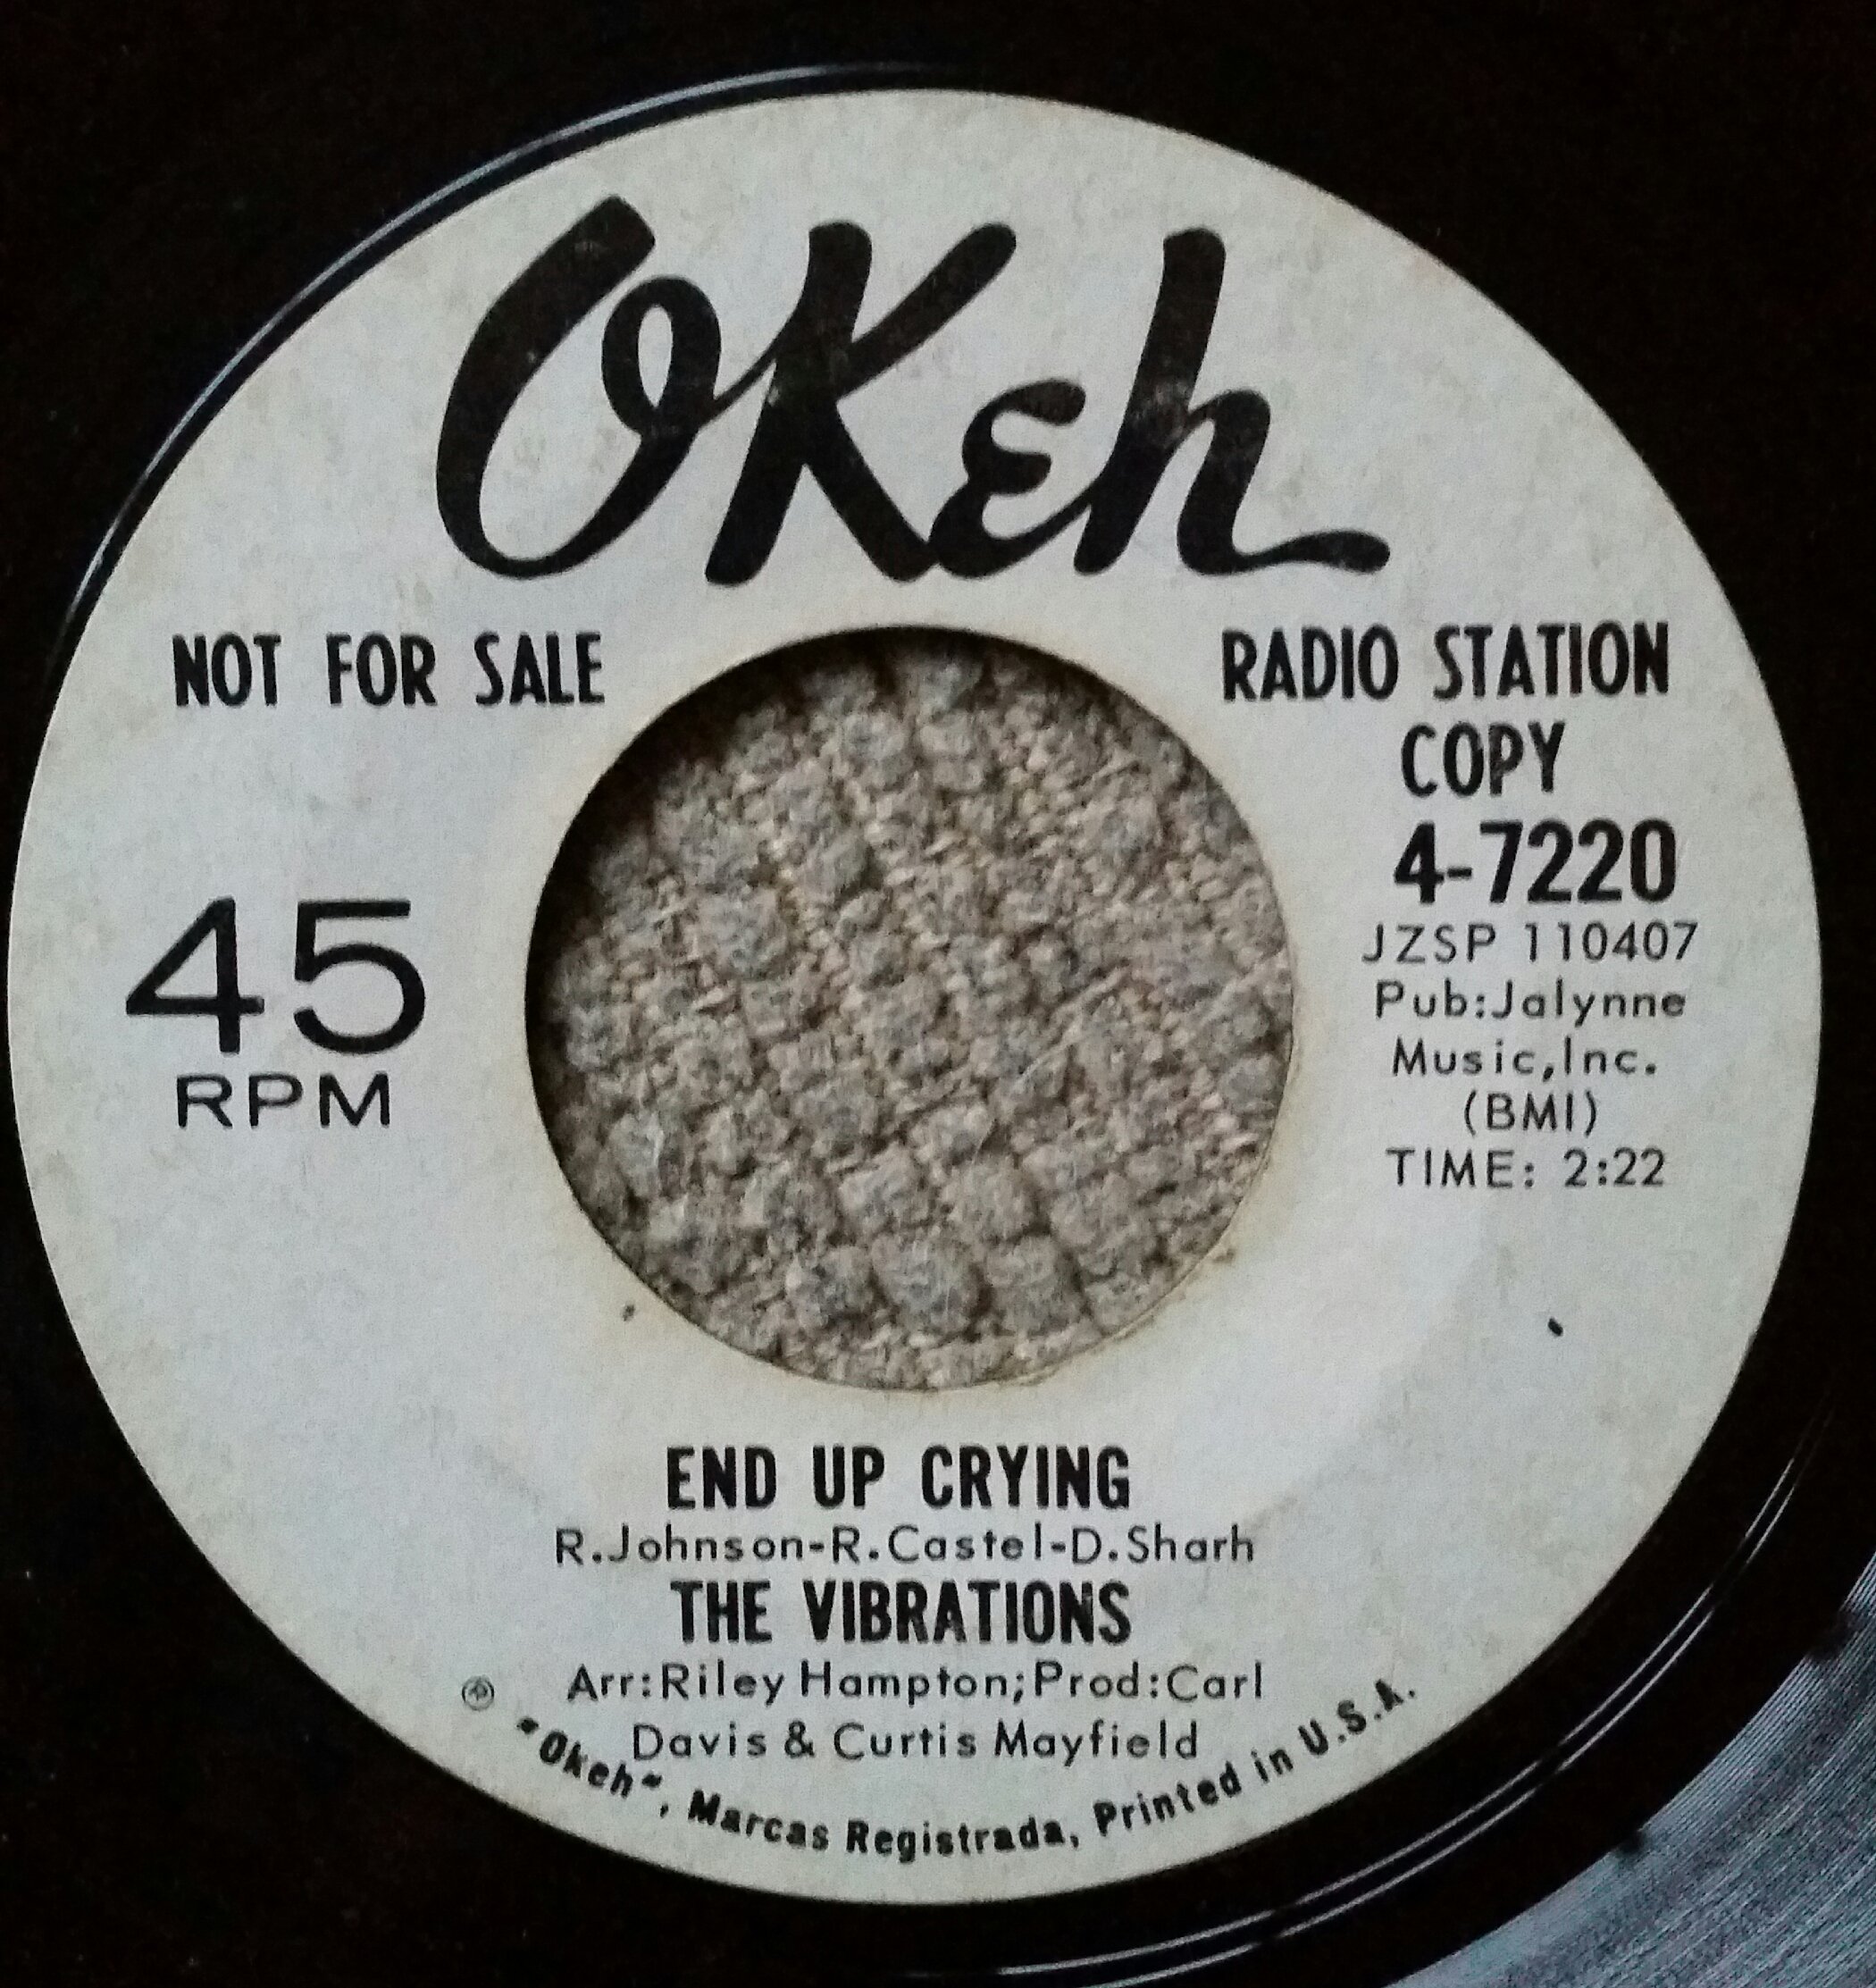 OKeh
NOT FOR SALE
RADIO STATION
COPY
4-7220
JZSP 110407
Pub:Jalynne
Music,Inc.
(BMI)
TIME: 2:22
45
RPM
END UP CRYING
R.Johnson-R.Castel-D.Sharh
THE VIBRATIONS
Arr:Riley Hampton;Prod:Carl
Davis & Curtis Mayfield
"Okeh", Marcas Registrada, Printed in U.S.A.